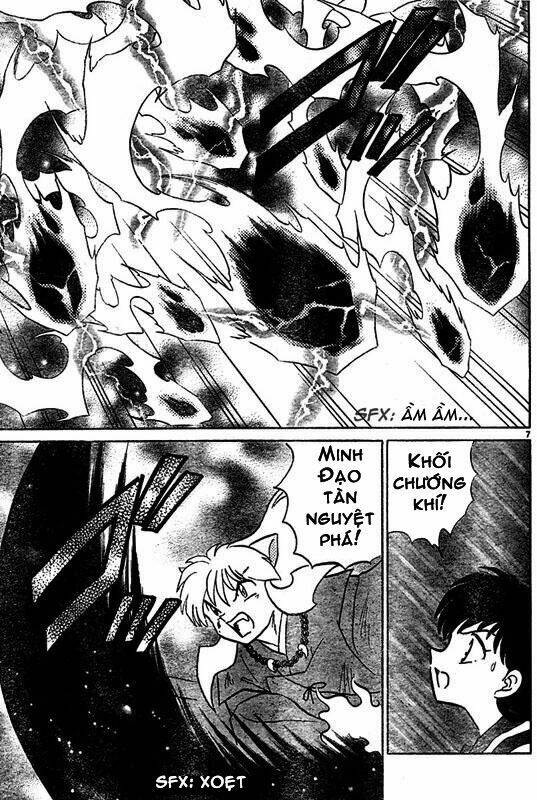 SFX: ẦM ẦM...
7
KHỐI
CHƯỚNG
KHÍ!
MINH
ĐẠO
TÀN
NGUYỆT
PHÁ!
SFX: XOẸT